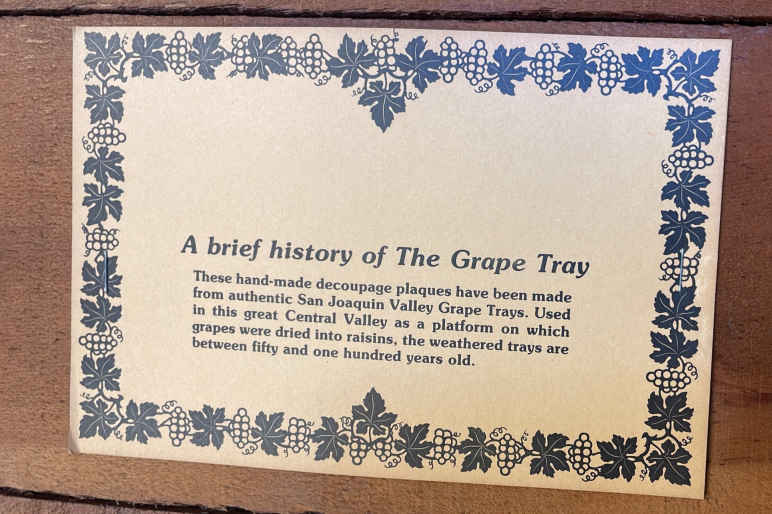 A brief history of The Grape Tray
These hand-made decoupage plaques have been made
from authentic San Joaquin Valley Grape Trays. Used
in this great Central Valley as a platform on which
grapes were dried into raisins, the weathered trays are
between fifty and one hundred years old.